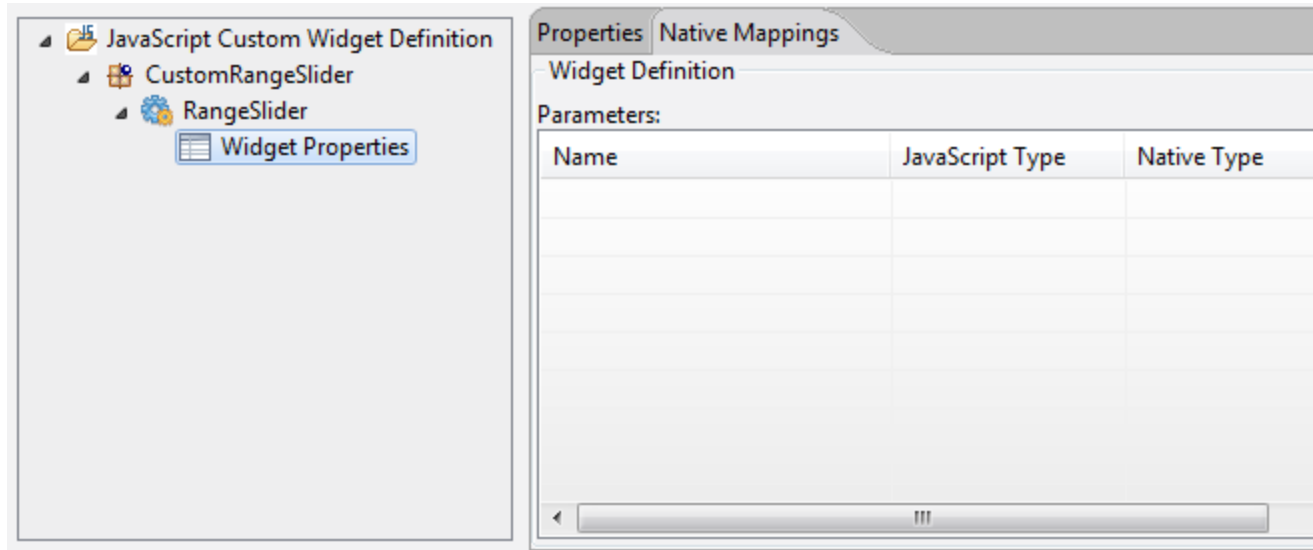 JavaScript Custom Widget Definition
CustomRangeSlider
RangeSlider
Widget Properties
Properties Native Mappings
Widget Definition
Parameters:
Name JavaScript Type Native Type